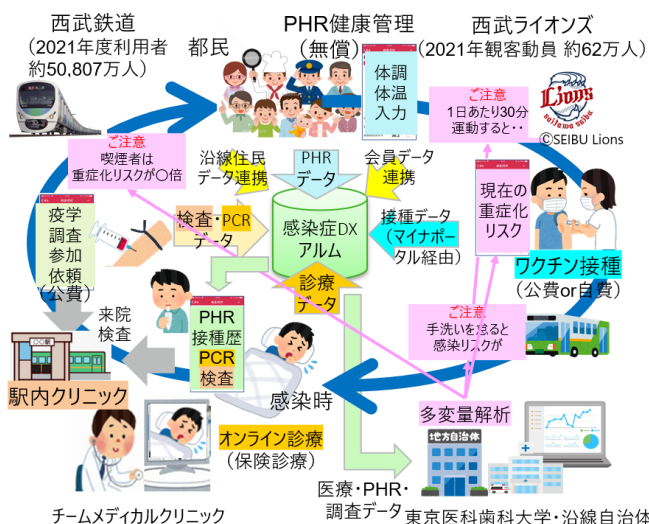 西武鉄道
(2021年度利用者
約50,807万人)
都民
PHR健康管理
(無償)
西武ライオンズ
(2021年観客動員 約62万人)
体調
体温
入力
ご注意
1日あたり30分
運動すると・・
Lions
saitama seibu
ⒸSEIBU Lions
ご注意
喫煙者は
重症化リスクが〇倍
沿線住民
データ連携
PHR
データ
会員データ
連携
現在の
重症化
リスク
疫学
調査
参加
依頼
(公費)
検査・PCR
データ
感染症DX
アルム
接種データ
(マイナポー
タル経由)
ワクチン接種
(公費or自費)
診療
データ
来院
検査
PHR
接種歴
PCR
検査
ご注意
手洗いを怠ると
感染リスクが
〇〇駅
駅内クリニック
感染時
オンライン診療
(保険診療)
多変量解析
地方自治体
医療・PHR・
調査データ
チームメディカルクリニック
東京医科歯科大学・沿線自治体